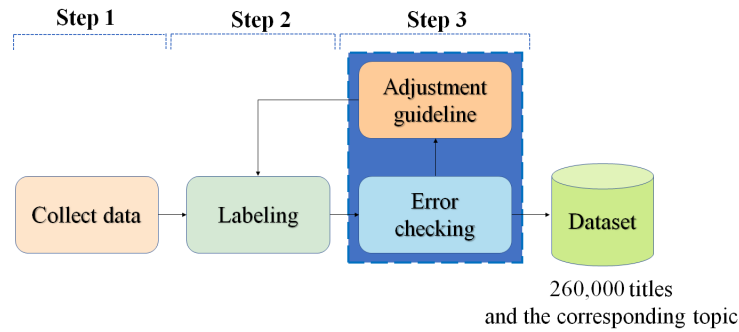 Step 1
Step 2
Step 3
Adjustment
guideline
Collect data
Labeling
Error
checking
Dataset
260,000 titles
and the corresponding topic